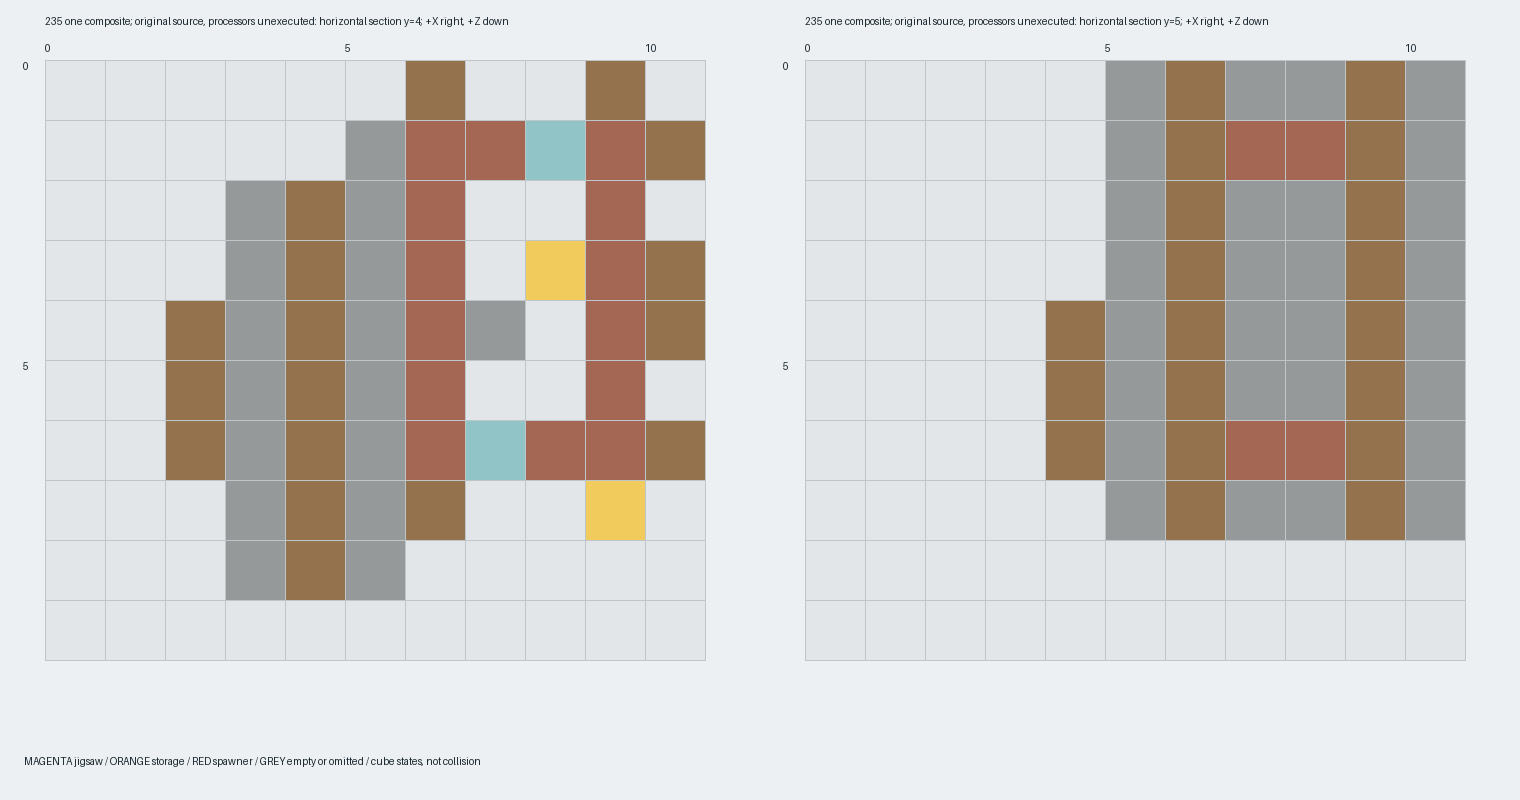 235 one composite; original source, processors unexecuted: horizontal section y=4; +X right, +Z down
0 5 10
0
5
235 one composite; original source, processors unexecuted: horizontal section y=5; +X right, +Z down
0 5 10
0
5
MAGENTA jigsaw / ORANGE storage / RED spawner / GREY empty or omitted / cube states, not collision